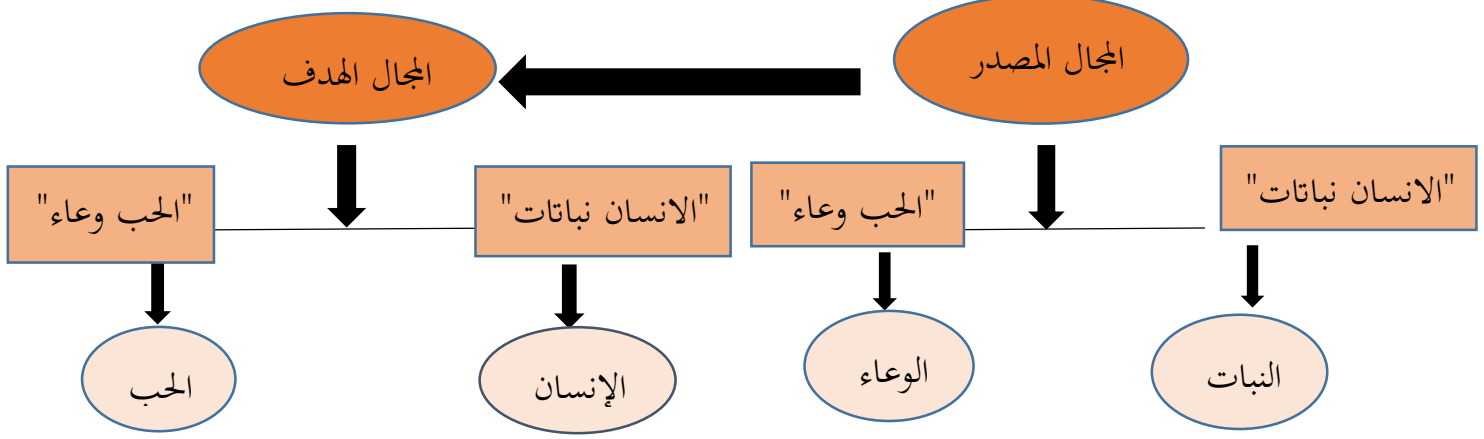 المجال المصدر
المجال الهدف
"الانسان نباتات"
"الحب وعاء"
"الانسان نباتات"
"الحب وعاء"
النبات
الوعاء
الإنسان
الحب